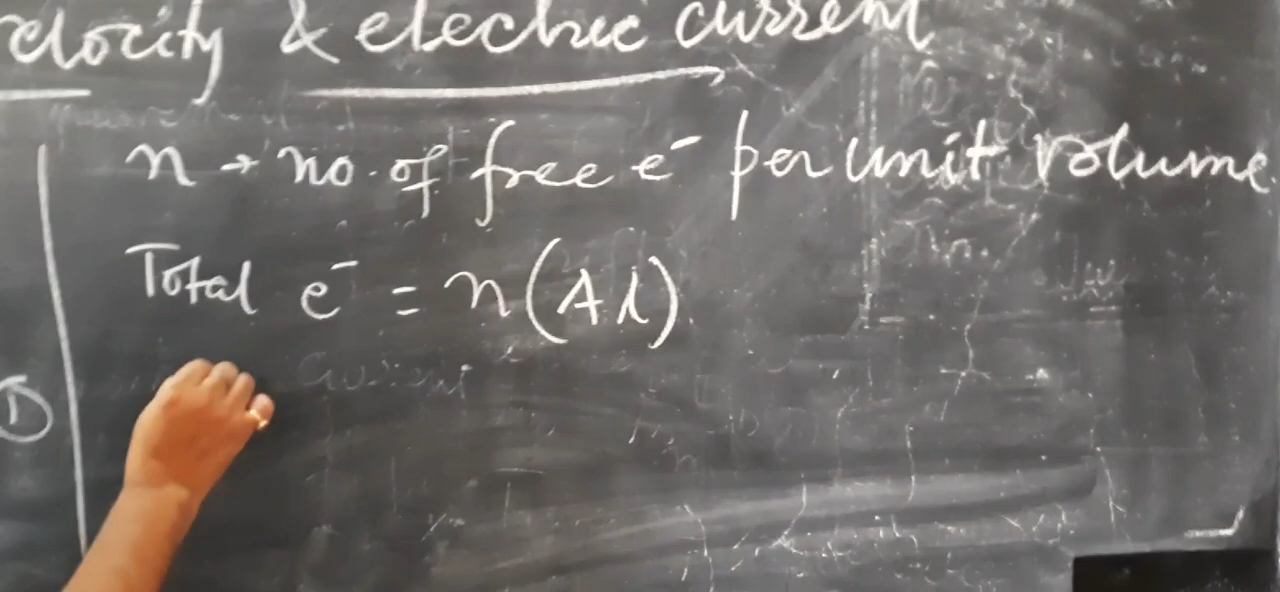 elocity & electric current
n → no. of free e⁻ per unit volume.
Total e⁻ = n(Al)